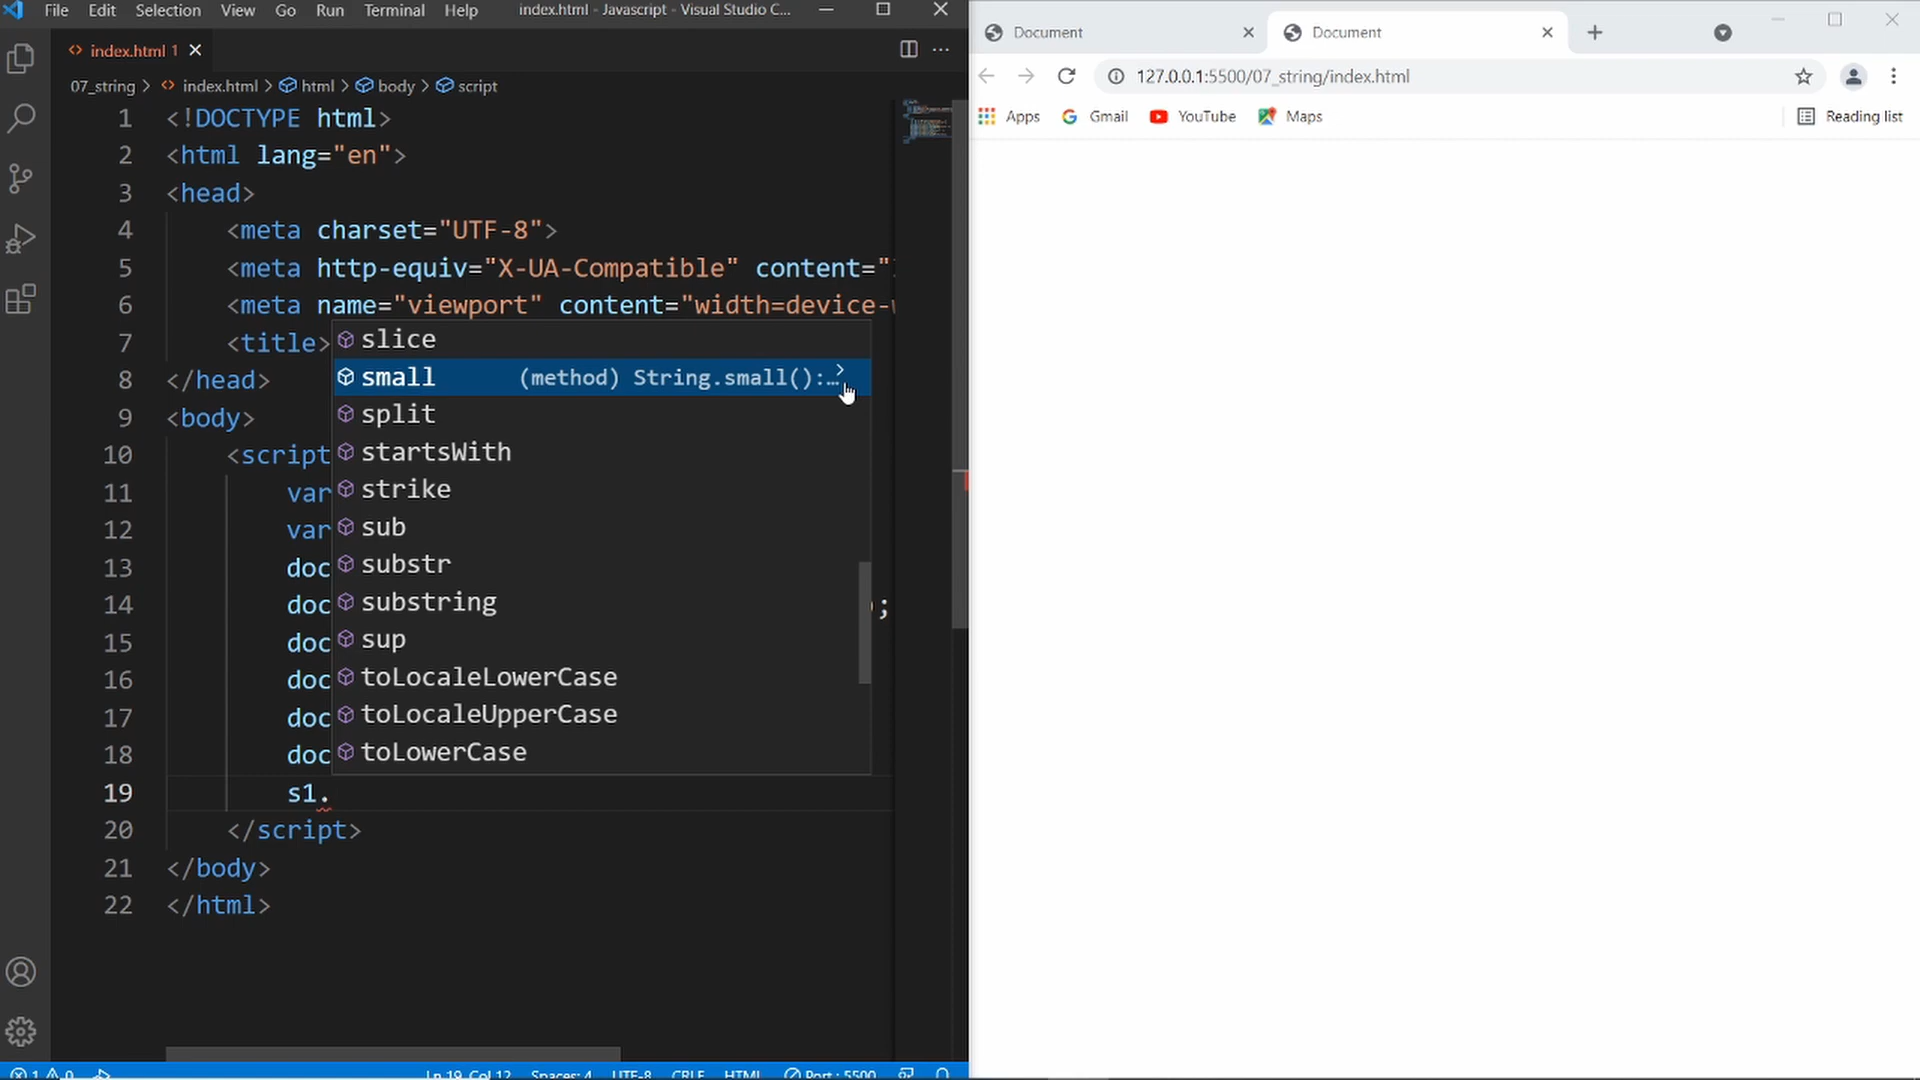 File Edit Selection View Go Run Terminal Help index.html - Javascript - Visual Studio C...
index.html 1
07_string > index.html > html > body > script
1 <!DOCTYPE html>
2 <html lang="en">
3 <head>
4 <meta charset="UTF-8">
5 <meta http-equiv="X-UA-Compatible" content="
6 <meta name="viewport" content="width=device-
7 <title>
8 </head>
9 <body>
10 <script
11 var
12 var
13 doc
14 doc );
15 doc
16 doc
17 doc
18 doc
19 s1.
20 </script>
21 </body>
22 </html>
slice
small (method) String.small():…
split
startsWith
strike
sub
substr
substring
sup
toLocaleLowerCase
toLocaleUpperCase
toLowerCase
1 0 Ln 19, Col 12 Spaces: 4 UTF-8 CRLF HTML Port : 5500
Document
Document
127.0.0.1:5500/07_string/index.html
Apps Gmail YouTube Maps Reading list